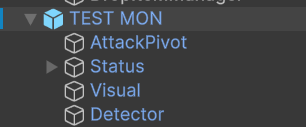 TEST MON
AttackPivot
Status
Visual
Detector